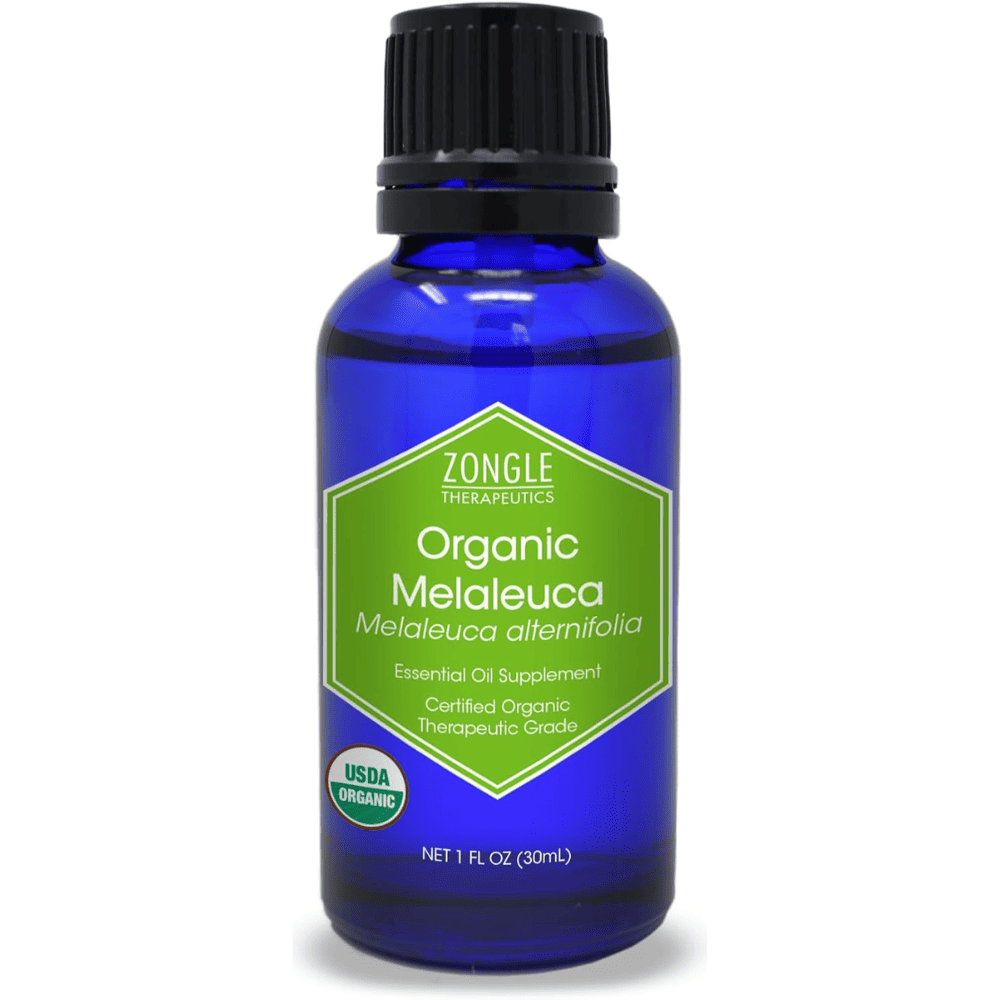 ZONGLE
THERAPEUTICS
Organic
Melaleuca
Melaleuca alternifolia
Essential Oil Supplement
Certified Organic
Therapeutic Grade
USDA
ORGANIC
NET 1 FL OZ (30mL)